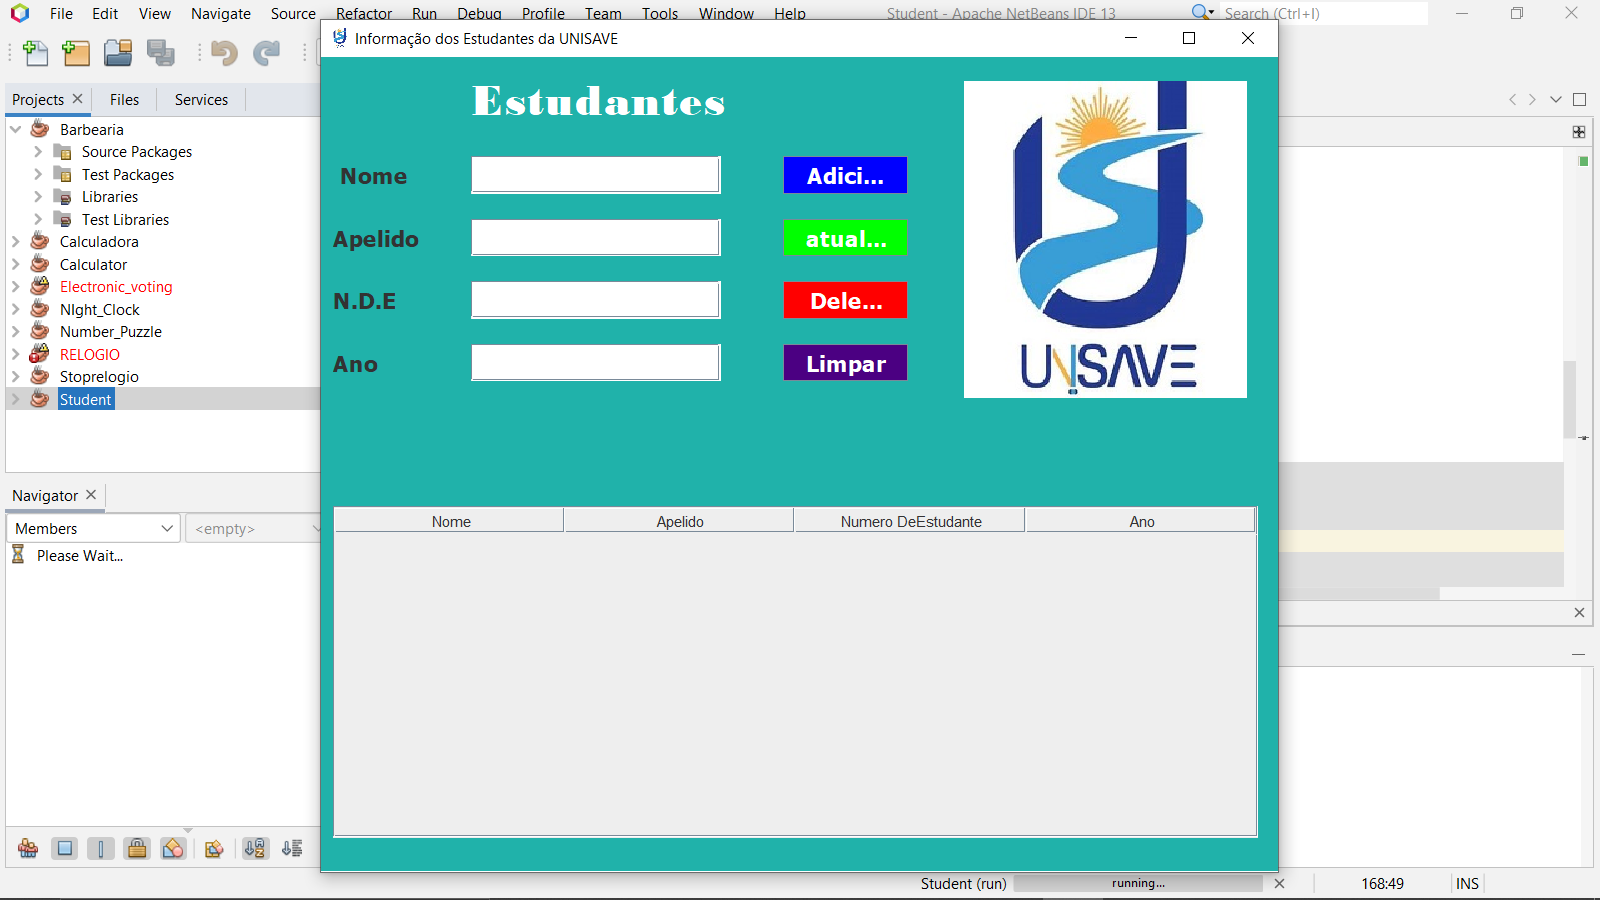 File Edit View Navigate Source Refactor Run Debug Profile Team Tools Window Help Student - Apache NetBeans IDE 13 Search (Ctrl+I)
Informação dos Estudantes da UNISAVE
Projects Files Services
Barbearia
Source Packages
Test Packages
Libraries
Test Libraries
Calculadora
Calculator
Electronic_voting
NIght_Clock
Number_Puzzle
RELOGIO
Stoprelogio
Student
Navigator
Members <empty>
Please Wait...
Estudantes
Nome Adici...
Apelido atual...
N.D.E Dele...
Ano Limpar
UNISAVE
Nome Apelido Numero DeEstudante Ano
Student (run) running... 168:49 INS